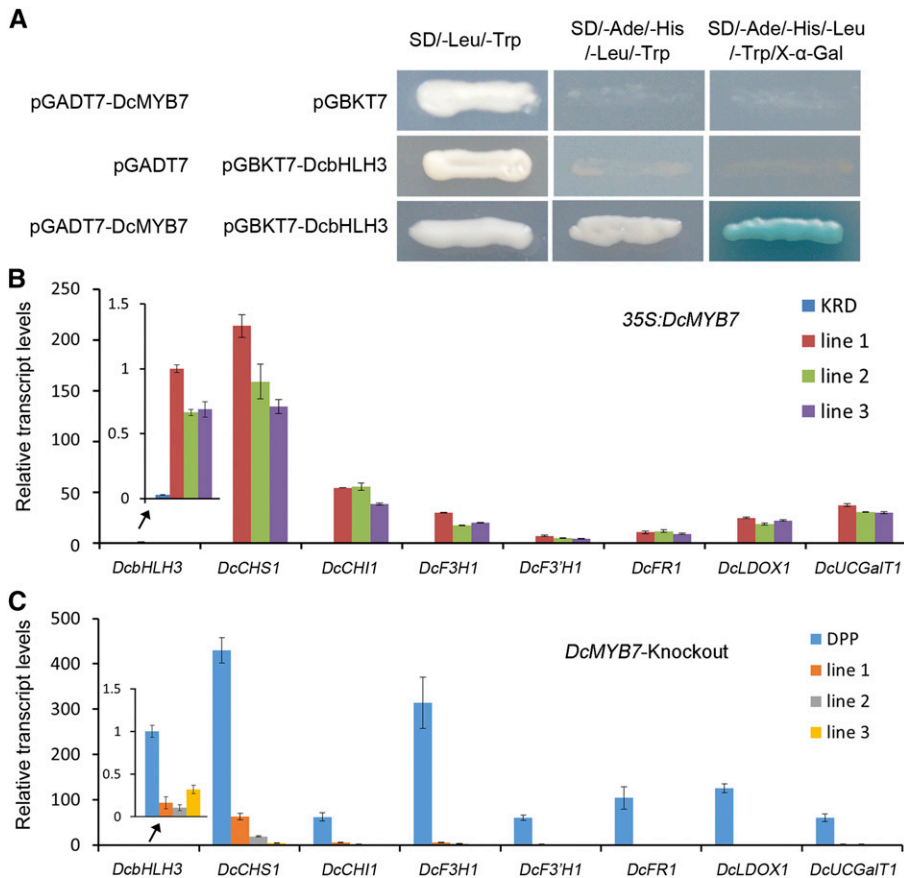 A
SD/-Leu/-Trp
SD/-Ade/-His
/-Leu/-Trp
SD/-Ade/-His/-Leu
/-Trp/X-α-Gal
pGADT7-DcMYB7 pGBKT7
pGADT7 pGBKT7-DcbHLH3
pGADT7-DcMYB7 pGBKT7-DcbHLH3
B
Relative transcript levels
250
200
150
100
50
0
1.5
1
0.5
0
35S:DcMYB7
KRD
line 1
line 2
line 3
DcbHLH3 DcCHS1 DcCHI1 DcF3H1 DcF3'H1 DcFR1 DcLDOX1 DcUCGalT1
C
Relative transcript levels
500
400
300
200
100
0
1.5
1
0.5
0
DcMYB7-Knockout
DPP
line 1
line 2
line 3
DcbHLH3 DcCHS1 DcCHI1 DcF3H1 DcF3'H1 DcFR1 DcLDOX1 DcUCGalT1